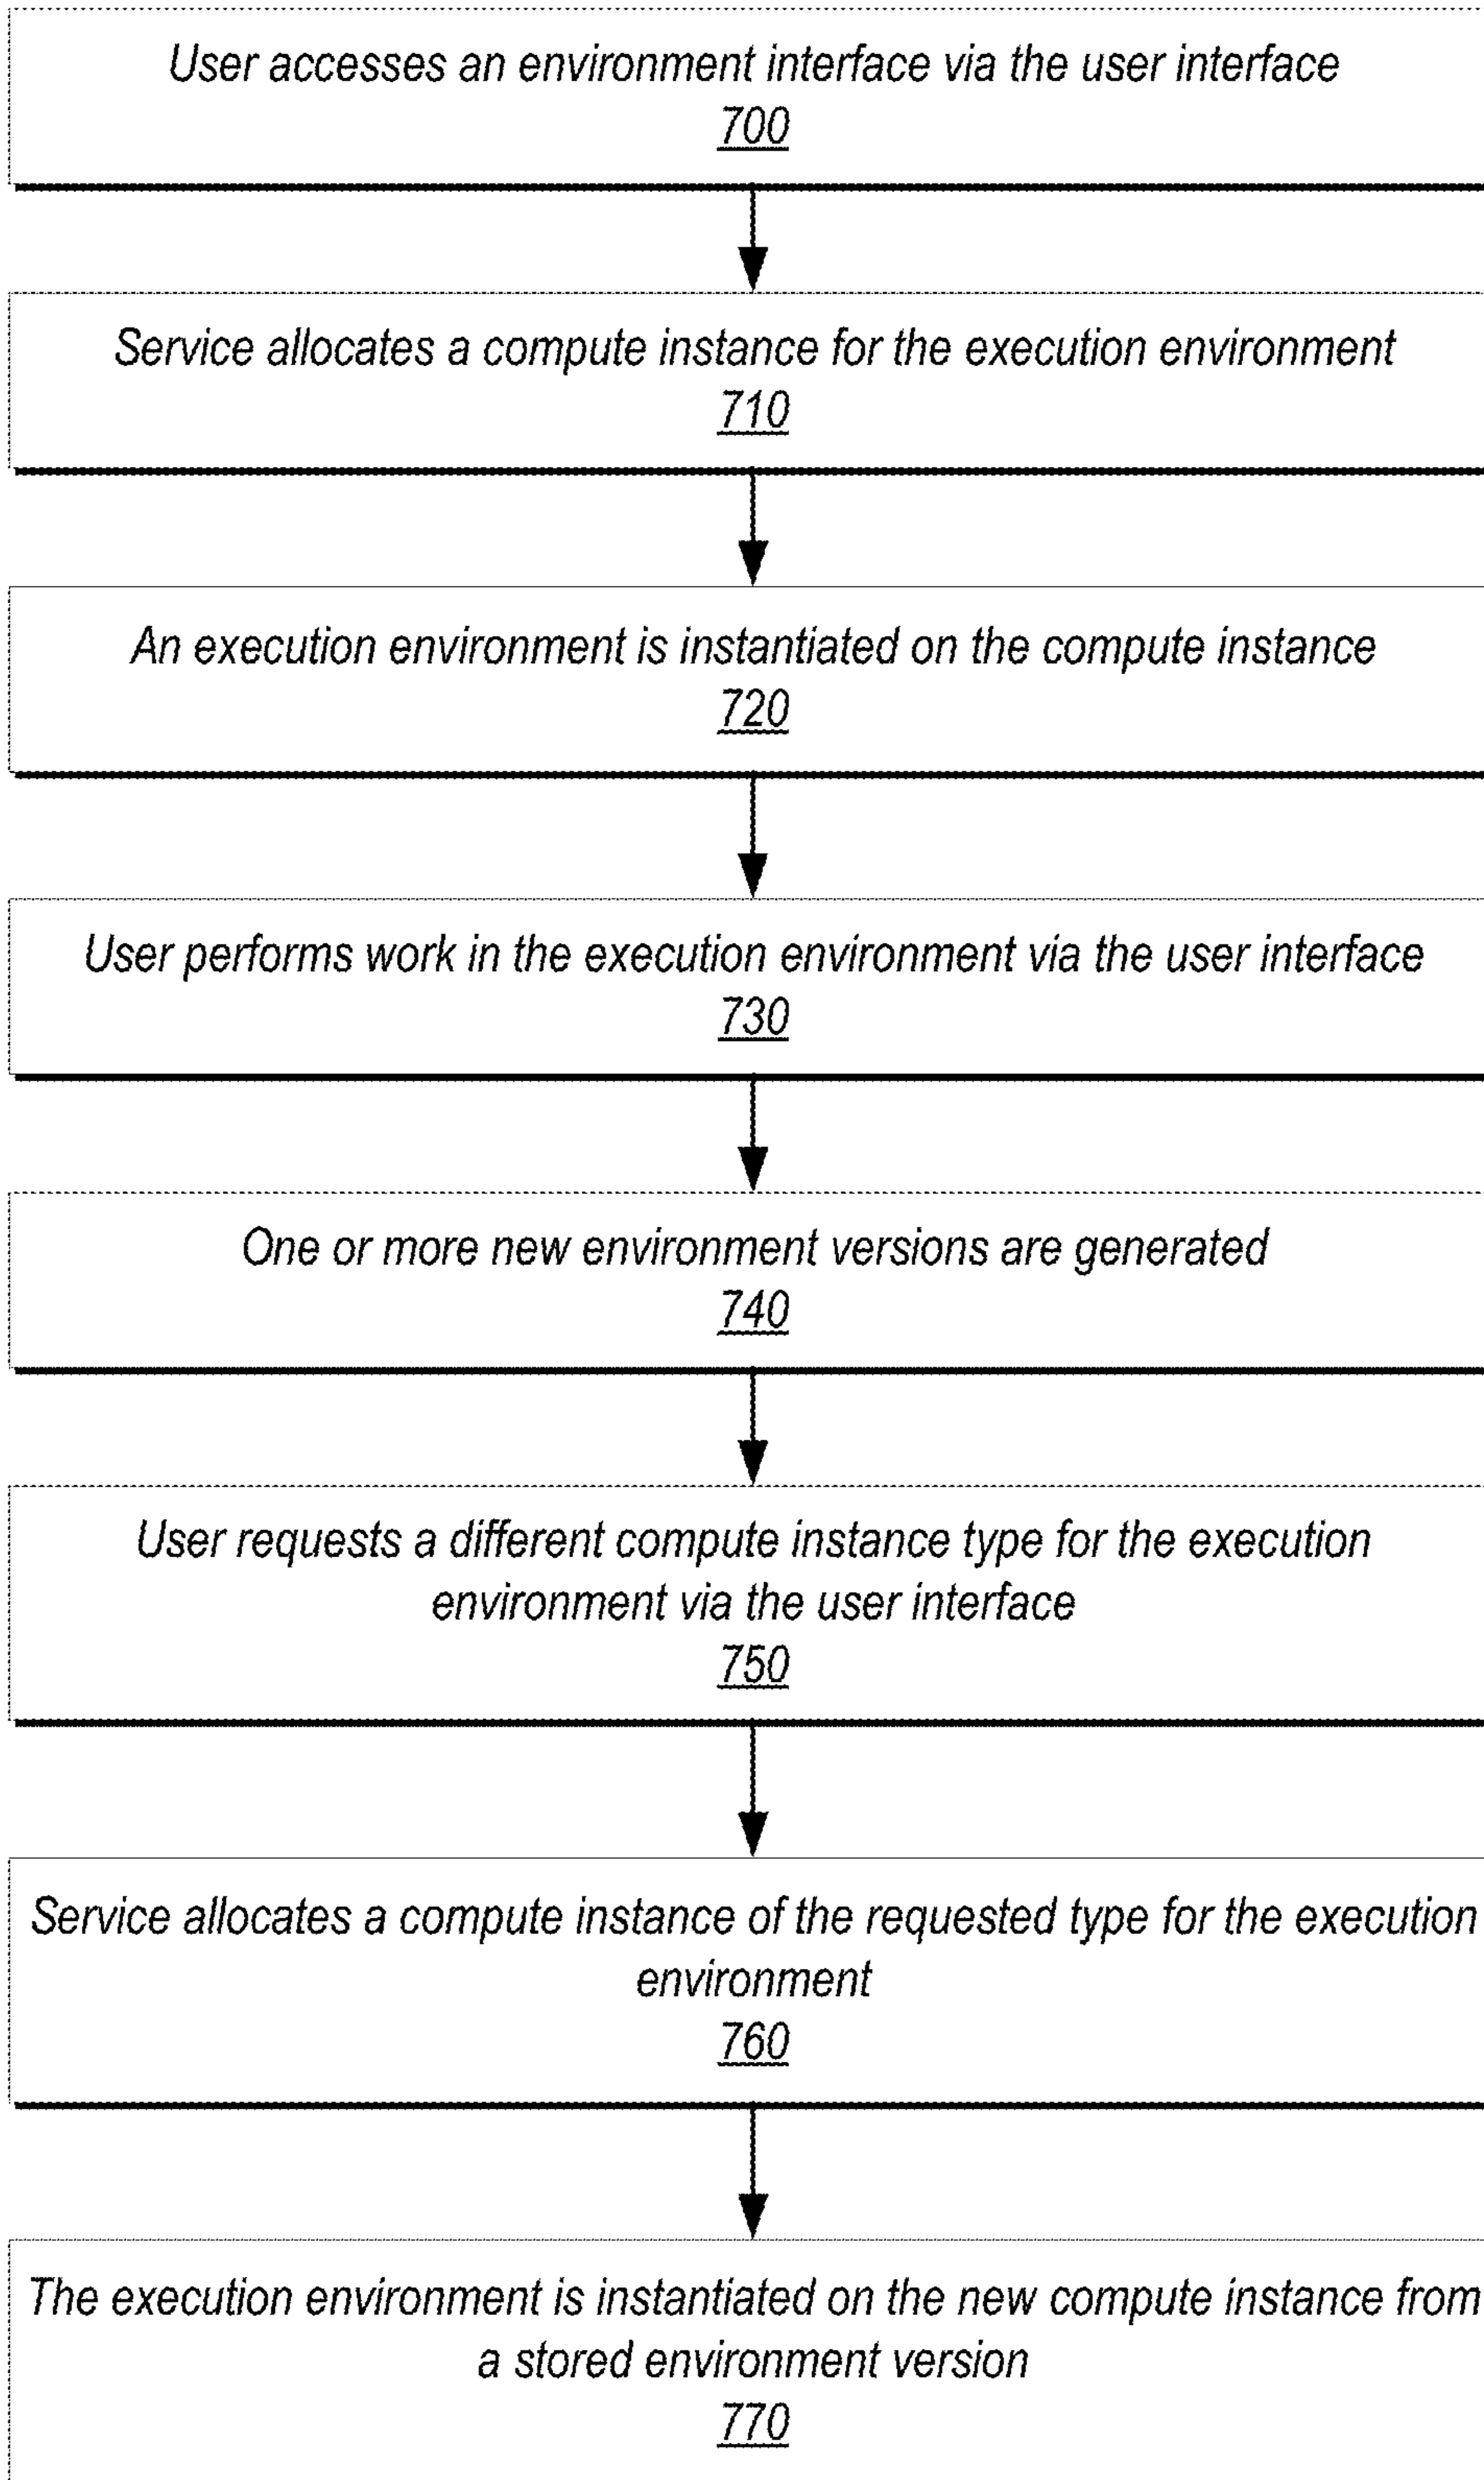 User accesses an environment interface via the user interface
700
Service allocates a compute instance for the execution environment
710
An execution environment is instantiated on the compute instance
720
User performs work in the execution environment via the user interface
730
One or more new environment versions are generated
740
User requests a different compute instance type for the execution
environment via the user interface
750
Service allocates a compute instance of the requested type for the execution
environment
760
The execution environment is instantiated on the new compute instance from
a stored environment version
770